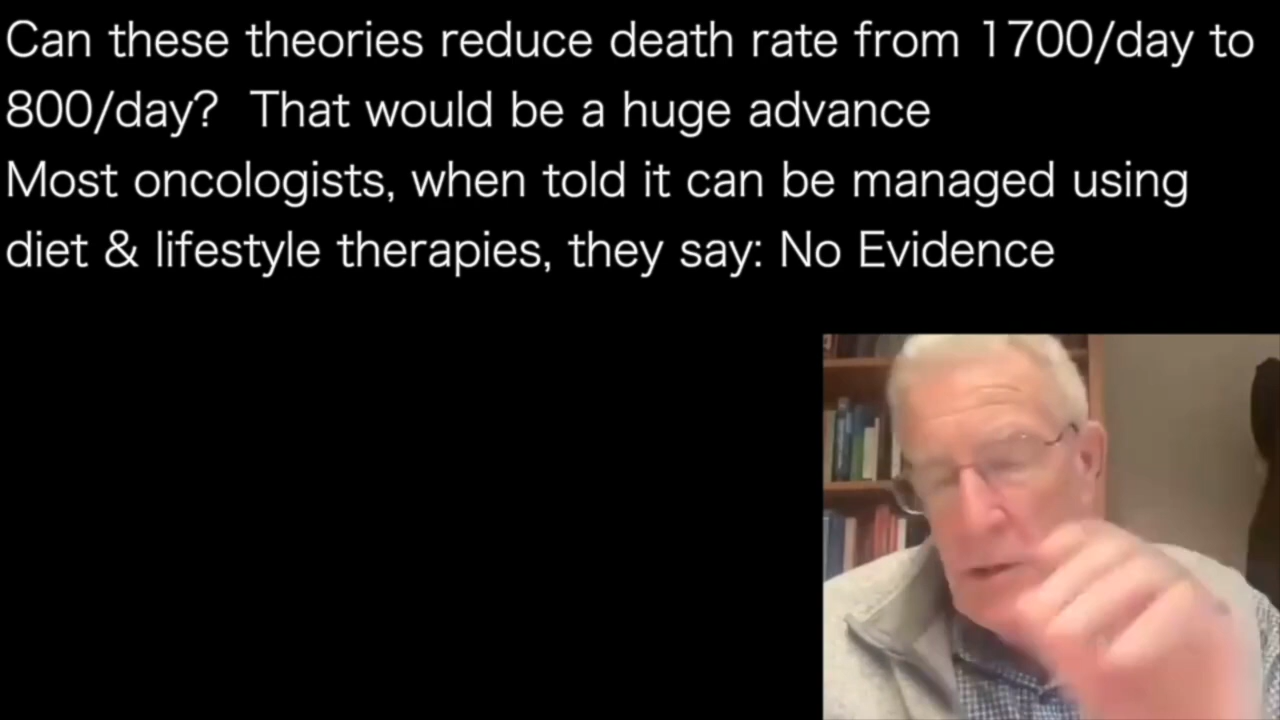 Can these theories reduce death rate from 1700/day to
800/day?  That would be a huge advance
Most oncologists, when told it can be managed using
diet & lifestyle therapies, they say: No Evidence